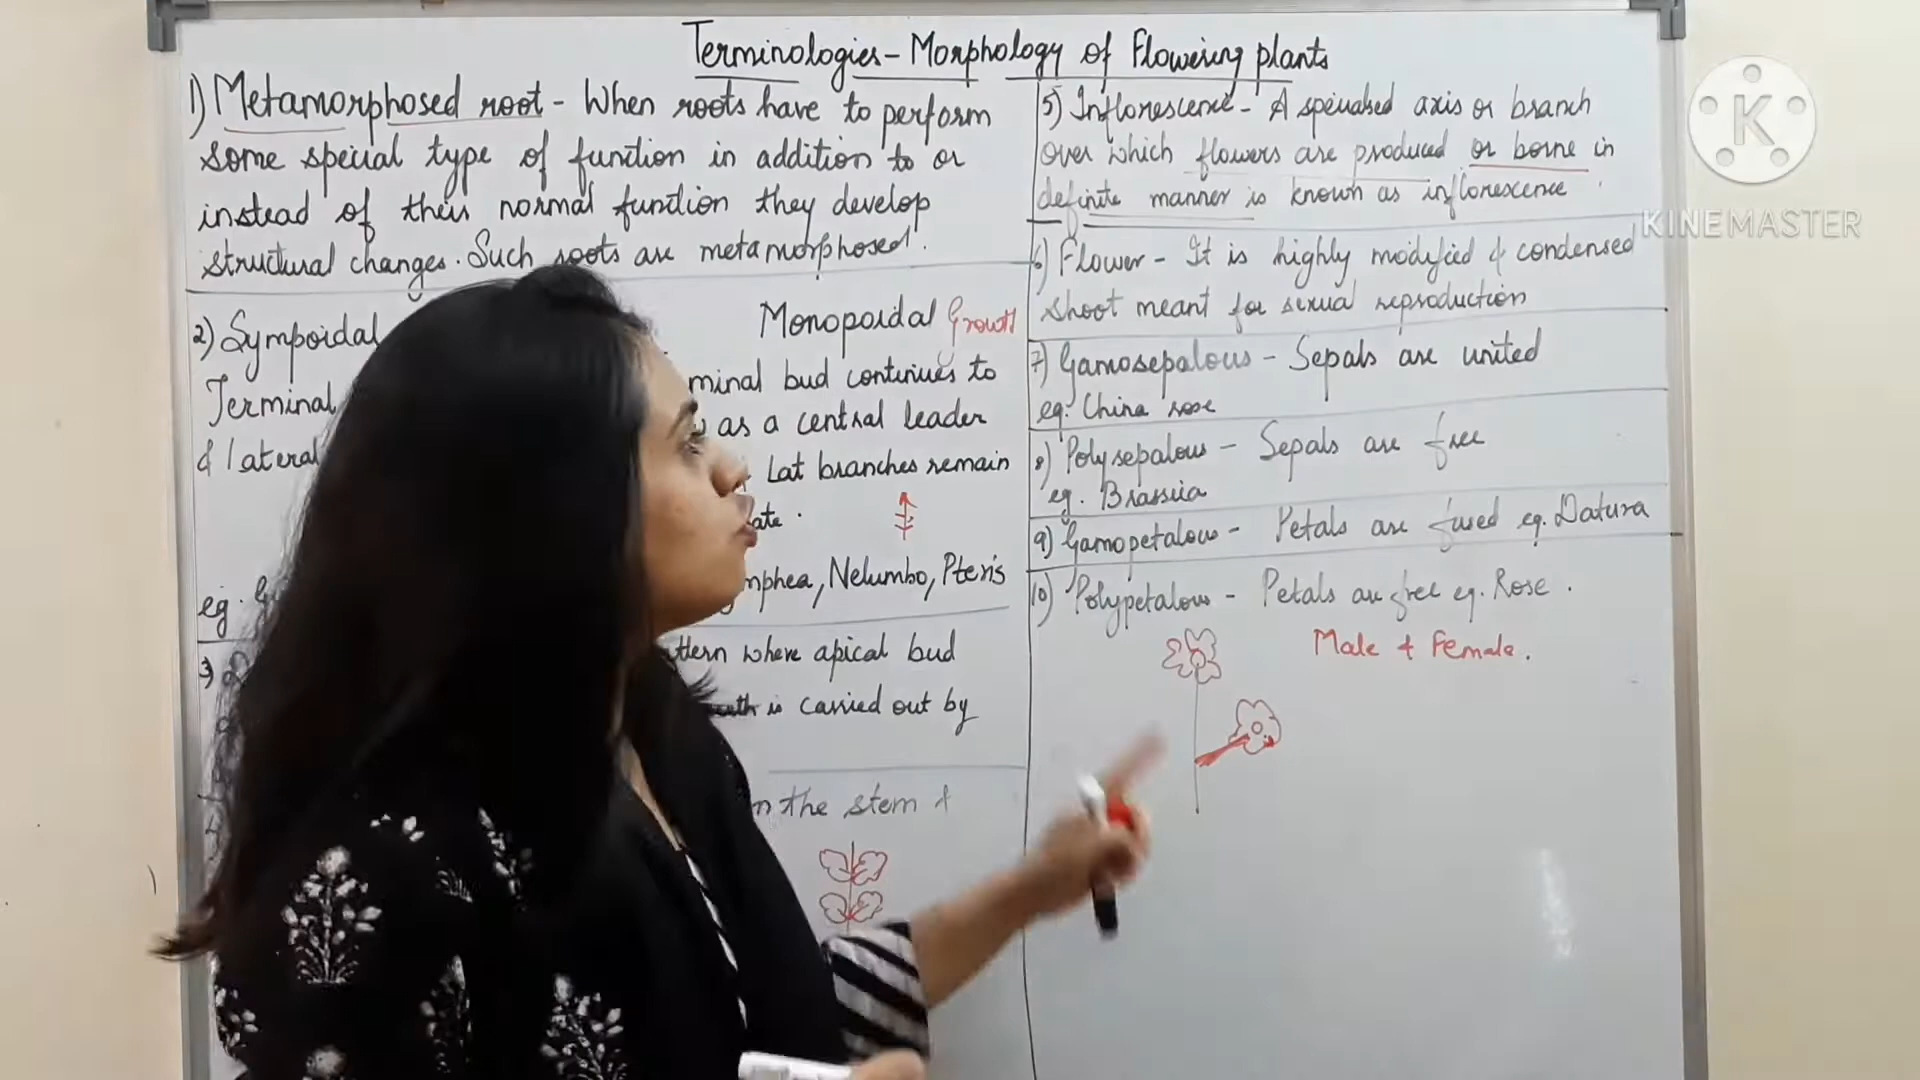 Terminologies - Morphology of Flowering plants
1) Metamorphosed root - When roots have to perform
some special type of function in addition to or
instead of their normal function they develop
structural changes. Such roots are metamorphosed.
2) Sympoidal
Terminal
& lateral
eg.
Monopoidal Growth
minal bud continues to
as a central leader
Lat branches remain
ate.
mphea, Nelumbo, Pteris
3)
ttern where apical bud
is carried out by
n the stem &
5) Inflorescence - A specialised axis or branch
over which flowers are produced or borne in
definite manner is known as inflorescence.
6) Flower - It is highly modified & condensed
shoot meant for sexual reproduction
7) Gamosepalous - Sepals are united
eg. China rose
8) Polysepalous - Sepals are free
eg. Brassica
9) Gamopetalous - Petals are fused eg. Datura
10) Polypetalous - Petals are free eg. Rose.
Male & Female.
K
KINEMASTER